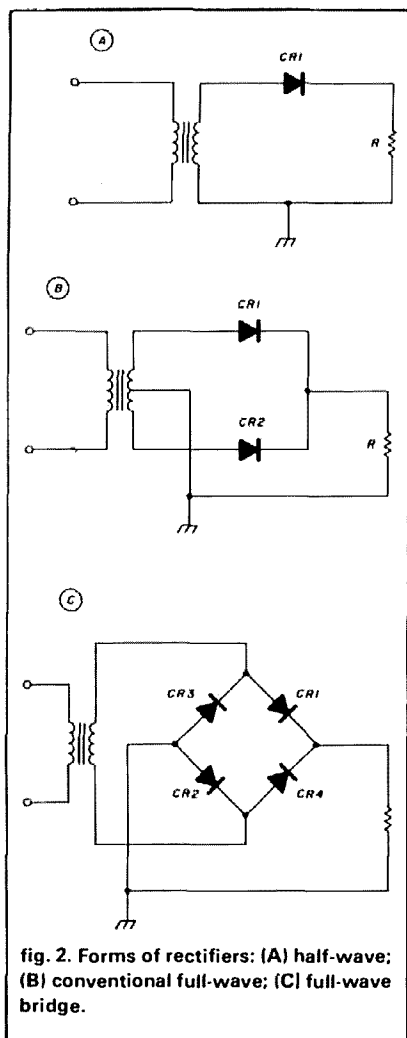 A
CR1
R
B
CR1
CR2
R
C
CR3
CR1
CR2
CR4
fig. 2. Forms of rectifiers: (A) half-wave;
(B) conventional full-wave; (C) full-wave
bridge.